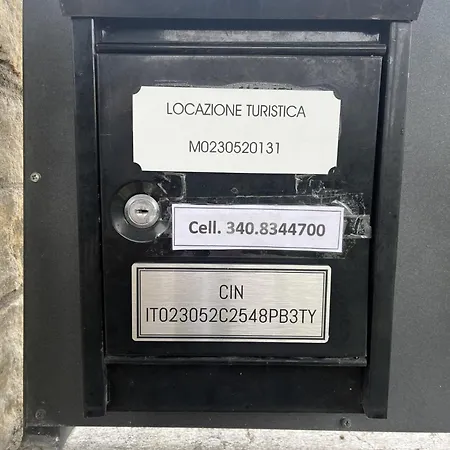 LOCAZIONE TURISTICA
M0230520131
Cell. 340.8344700
CIN
IT023052C2548PB3TY